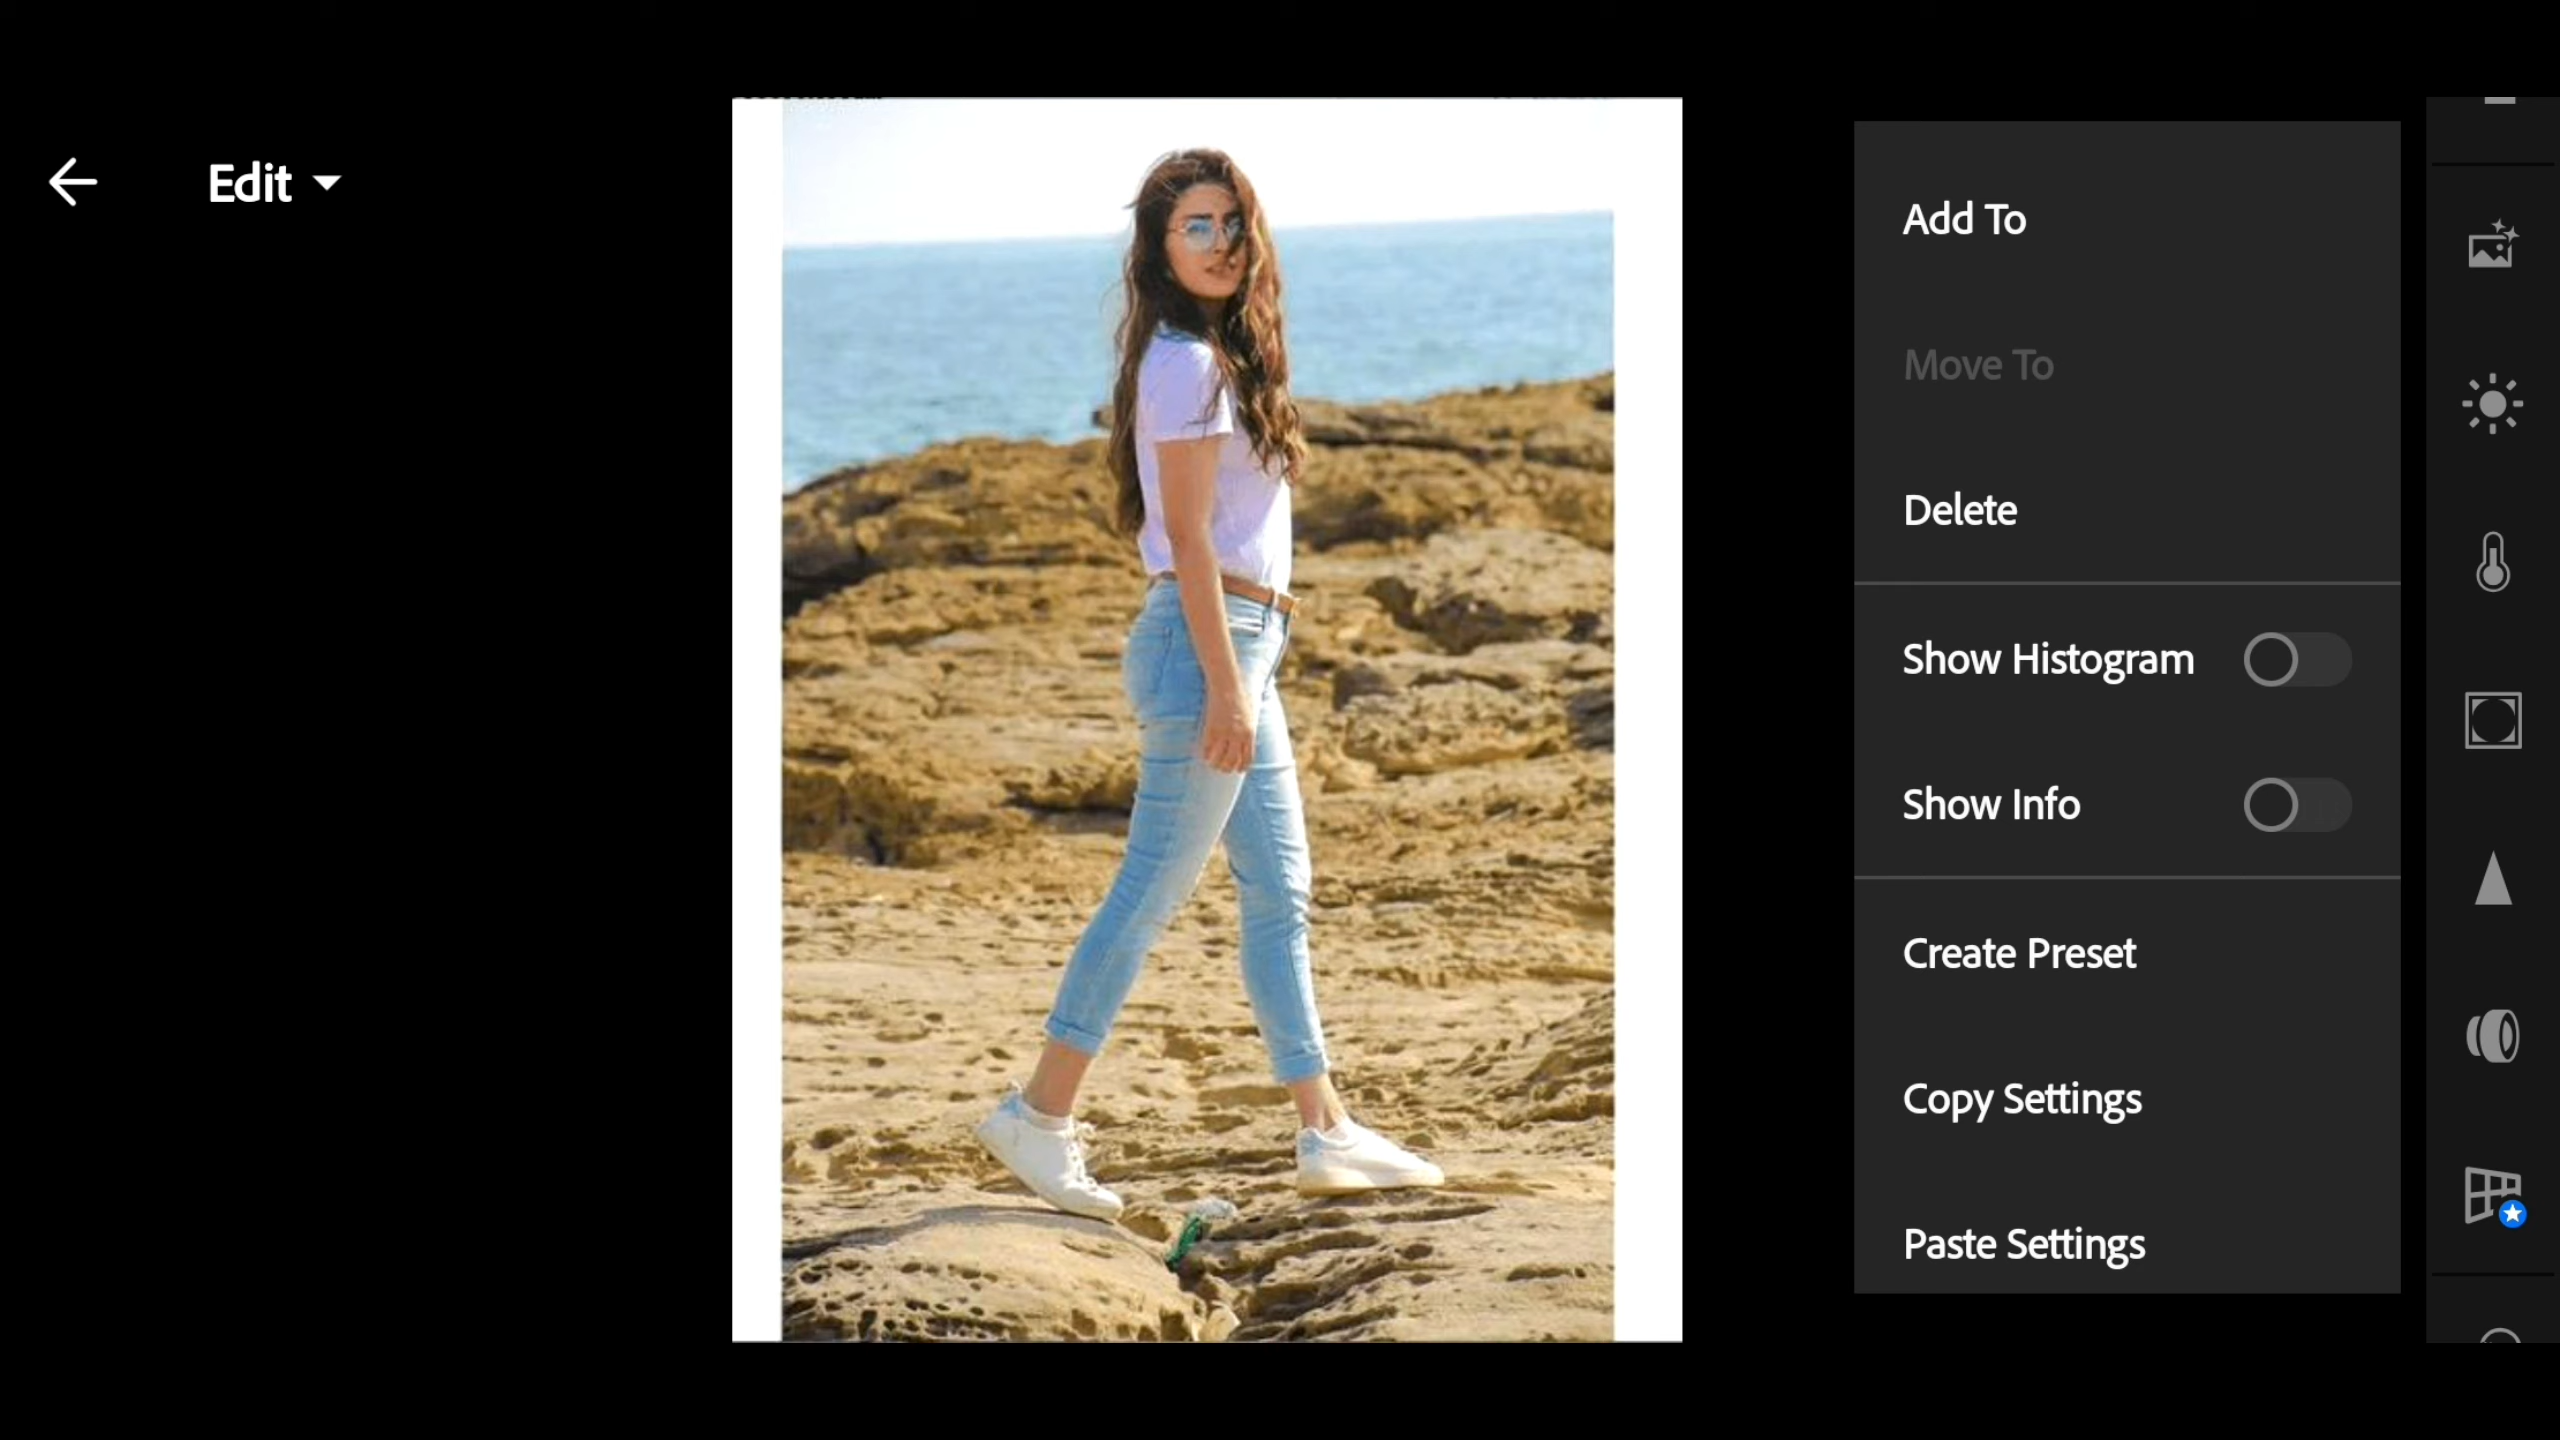 Edit
Add To
Move To
Delete
Show Histogram
Show Info
Create Preset
Copy Settings
Paste Settings